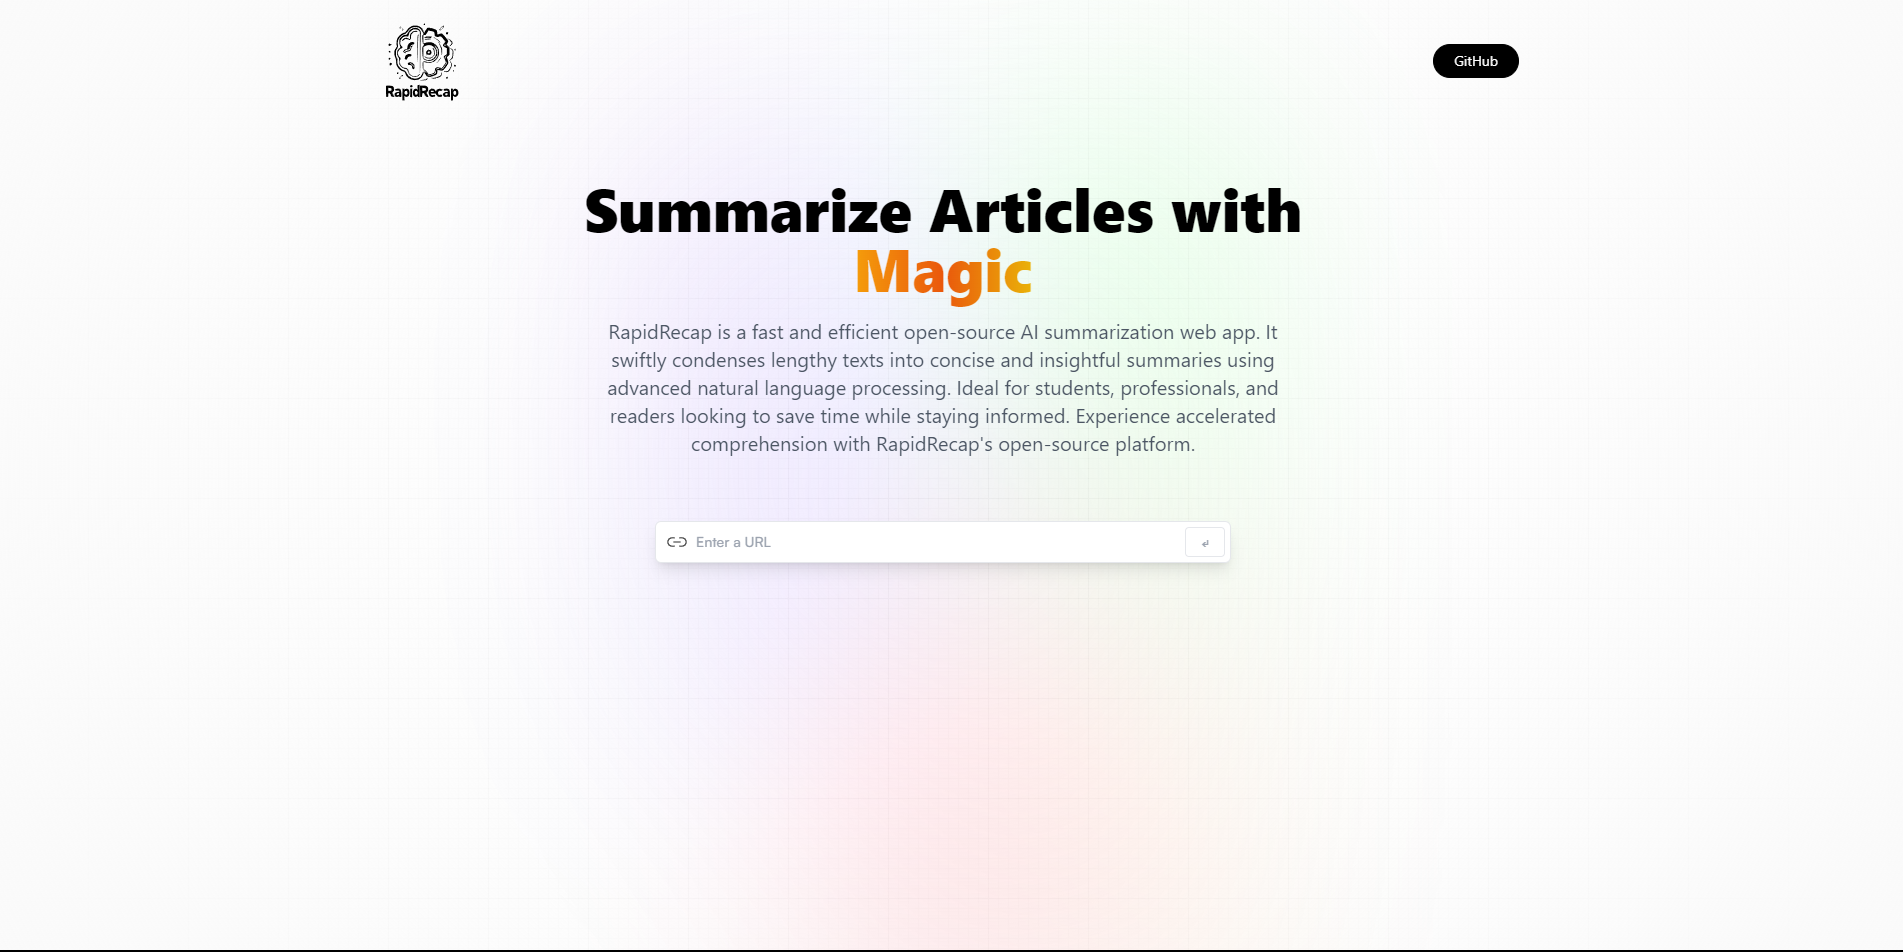 RapidRecap
GitHub
Summarize Articles with
Magic
RapidRecap is a fast and efficient open-source AI summarization web app. It
swiftly condenses lengthy texts into concise and insightful summaries using
advanced natural language processing. Ideal for students, professionals, and
readers looking to save time while staying informed. Experience accelerated
comprehension with RapidRecap's open-source platform.
Enter a URL